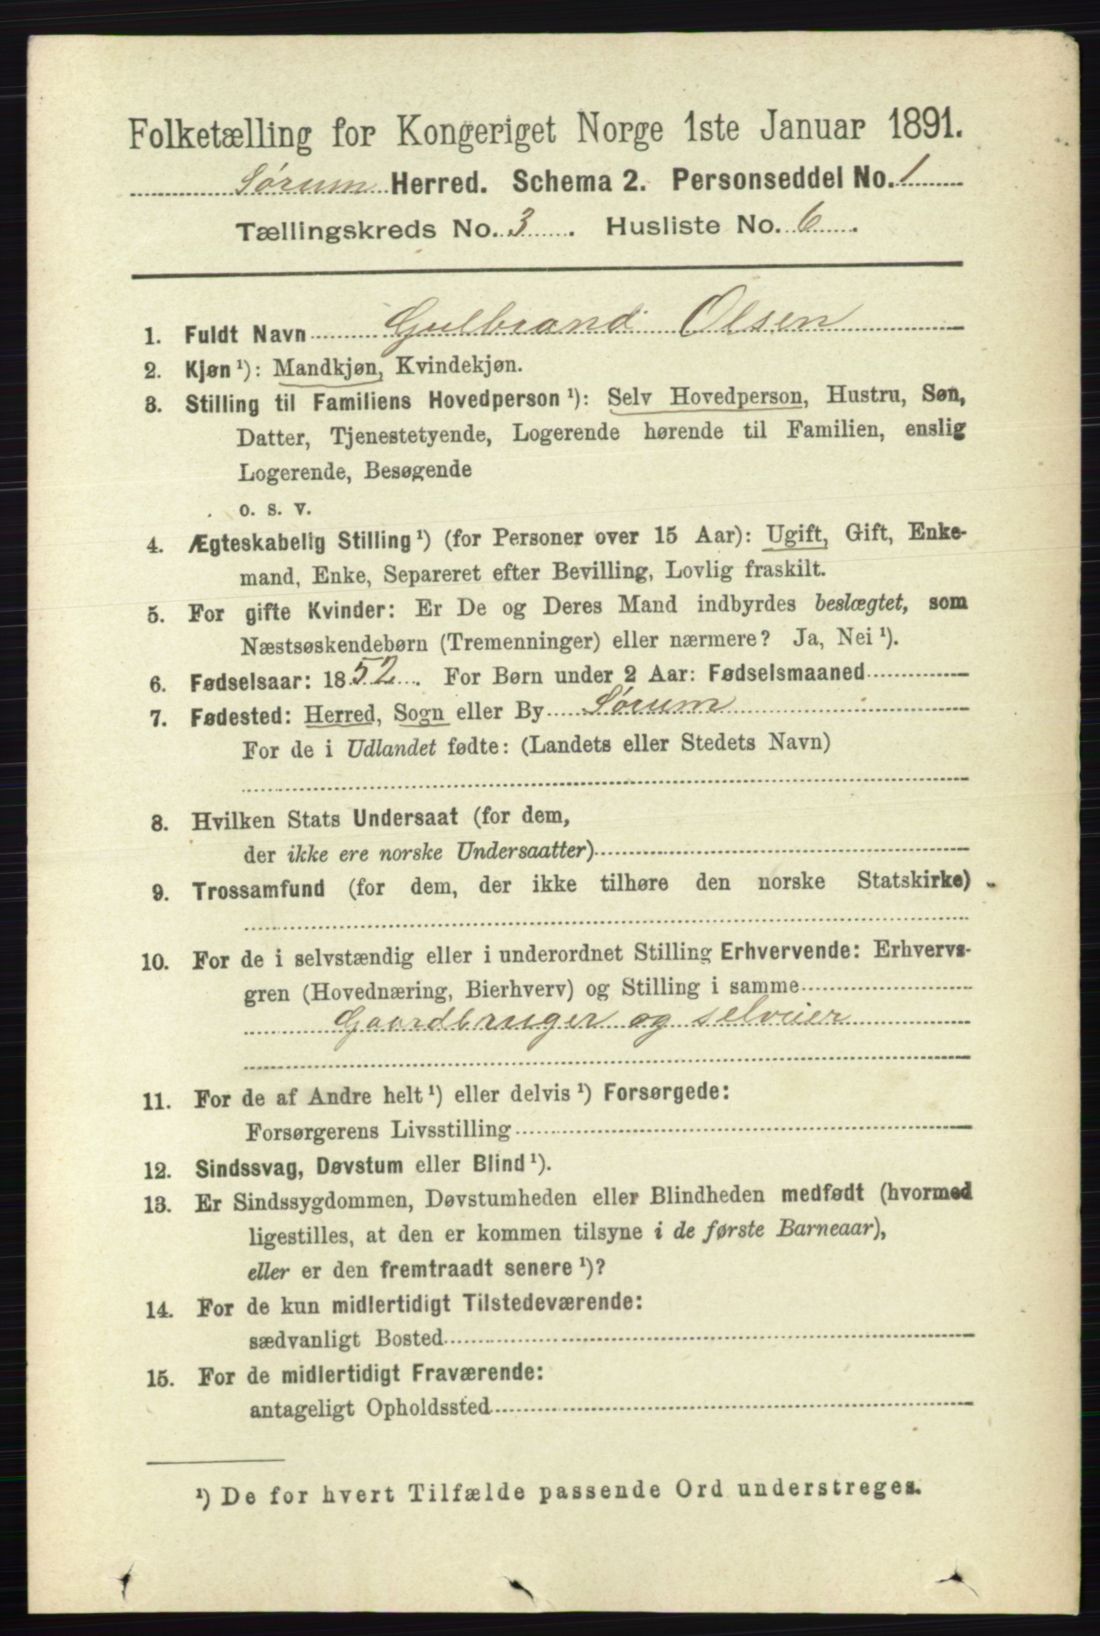 Folketælling for Kongeriget Norge 1ste Januar 1891.
Sørum Herred. Schema 2. Personseddel No. 1
Tællingskreds No. 3. Husliste No. 6.
1. Fuldt Navn Gulbrand Olsen
2. Kjøn ¹): Mandkjøn, Kvindekjøn.
3. Stilling til Familiens Hovedperson ¹): Selv Hovedperson, Hustru, Søn,
Datter, Tjenestetyende, Logerende hørende til Familien, enslig
Logerende, Besøgende
o. s. v.
4. Ægteskabelig Stilling ¹) (for Personer over 15 Aar): Ugift, Gift, Enke-
mand, Enke, Separeret efter Bevilling, Lovlig fraskilt.
5. For gifte Kvinder: Er De og Deres Mand indbyrdes beslægtet, som
Næstsøskendebørn (Tremenninger) eller nærmere? Ja, Nei ¹).
6. Fødselsaar: 1852. For Børn under 2 Aar: Fødselsmaaned
7. Fødested: Herred, Sogn eller By Sørum
For de i Udlandet fødte: (Landets eller Stedets Navn)
8. Hvilken Stats Undersaat (for dem,
der ikke ere norske Undersaatter)
9. Trossamfund (for dem, der ikke tilhøre den norske Statskirke)
10. For de i selvstændig eller i underordnet Stilling Erhvervende: Erhvervs-
gren (Hovednæring, Bierhverv) og Stilling i samme
Gaardbruger og selveier
11. For de af Andre helt ¹) eller delvis ¹) Forsørgede:
Forsørgerens Livsstilling
12. Sindssvag, Døvstum eller Blind ¹).
13. Er Sindssygdommen, Døvstumheden eller Blindheden medfødt (hvormed
ligestilles, at den er kommen tilsyne i de første Barneaar),
eller er den fremtraadt senere ¹)?
14. For de kun midlertidigt Tilstedeværende:
sædvanligt Bosted
15. For de midlertidigt Fraværende:
antageligt Opholdssted
¹) De for hvert Tilfælde passende Ord understreges.